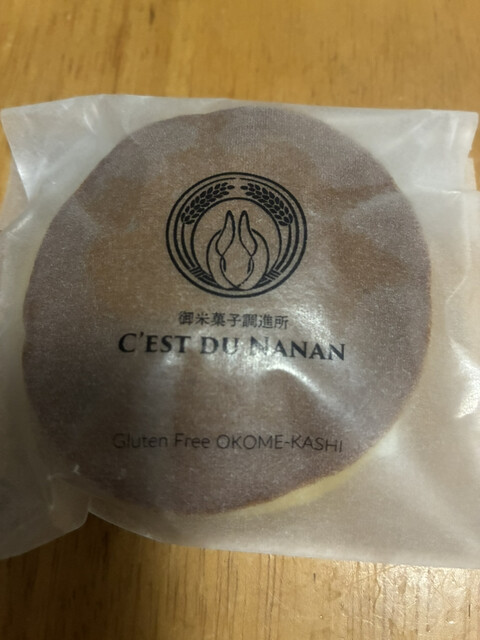 御米菓子調進所
C'EST DU NANAN
Gluten Free OKOME-KASHI